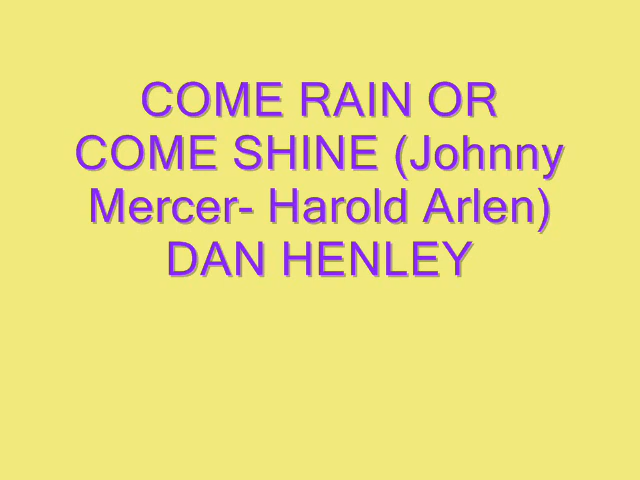 COME RAIN OR
COME SHINE (Johnny
Mercer- Harold Arlen)
DAN HENLEY